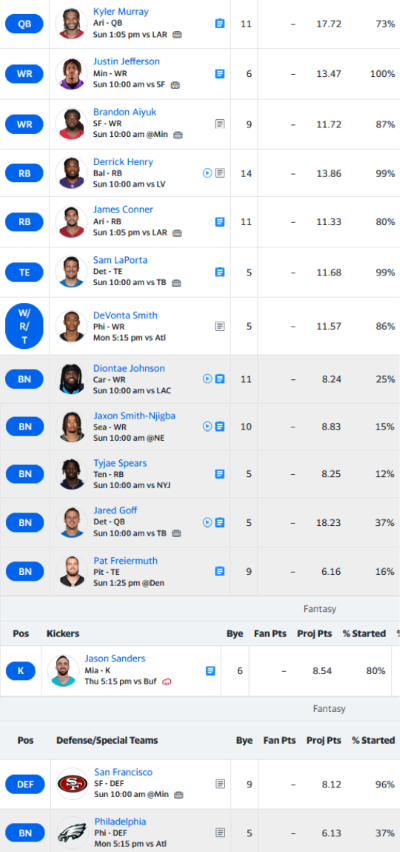 QB Kyler Murray 11 – 17.72 73%
Ari - QB
Sun 1:05 pm vs LAR
WR Justin Jefferson 6 – 13.47 100%
Min - WR
Sun 10:00 am vs SF
WR Brandon Aiyuk 9 – 11.72 87%
SF - WR
Sun 10:00 am @Min
RB Derrick Henry 14 – 13.86 99%
Bal - RB
Sun 10:00 am vs LV
RB James Conner 11 – 11.33 80%
Ari - RB
Sun 1:05 pm vs LAR
TE Sam LaPorta 5 – 11.68 99%
Det - TE
Sun 10:00 am vs TB
W/
R/
T
DeVonta Smith 5 – 11.57 86%
Phi - WR
Mon 5:15 pm vs Atl
BN Diontae Johnson 11 – 8.24 25%
Car - WR
Sun 10:00 am vs LAC
BN Jaxon Smith-Njigba 10 – 8.83 15%
Sea - WR
Sun 10:00 am @NE
BN Tyjae Spears 5 – 8.25 12%
Ten - RB
Sun 10:00 am vs NYJ
BN Jared Goff 5 – 18.23 37%
Det - QB
Sun 10:00 am vs TB
BN Pat Freiermuth 9 – 6.16 16%
Pit - TE
Sun 1:25 pm @Den
Fantasy
Pos Kickers Bye Fan Pts Proj Pts % Started %
K Jason Sanders 6 – 8.54 80%
Mia - K
Thu 5:15 pm vs Buf
Fantasy
Pos Defense/Special Teams Bye Fan Pts Proj Pts % Started
DEF San Francisco 9 – 8.12 96%
SF - DEF
Sun 10:00 am @Min
BN Philadelphia 5 – 6.13 37%
Phi - DEF
Mon 5:15 pm vs Atl